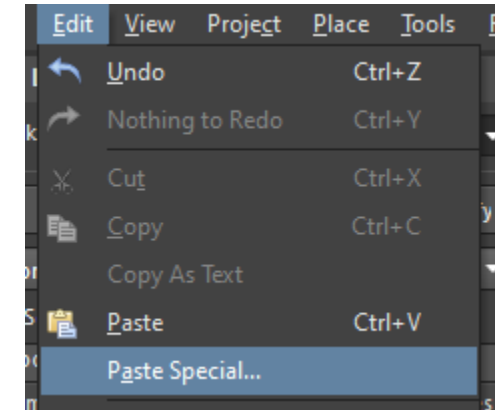 Edit View Project Place Tools
Undo Ctrl+Z
Nothing to Redo Ctrl+Y
Cut Ctrl+X
Copy Ctrl+C
Copy As Text
Paste Ctrl+V
Paste Special...